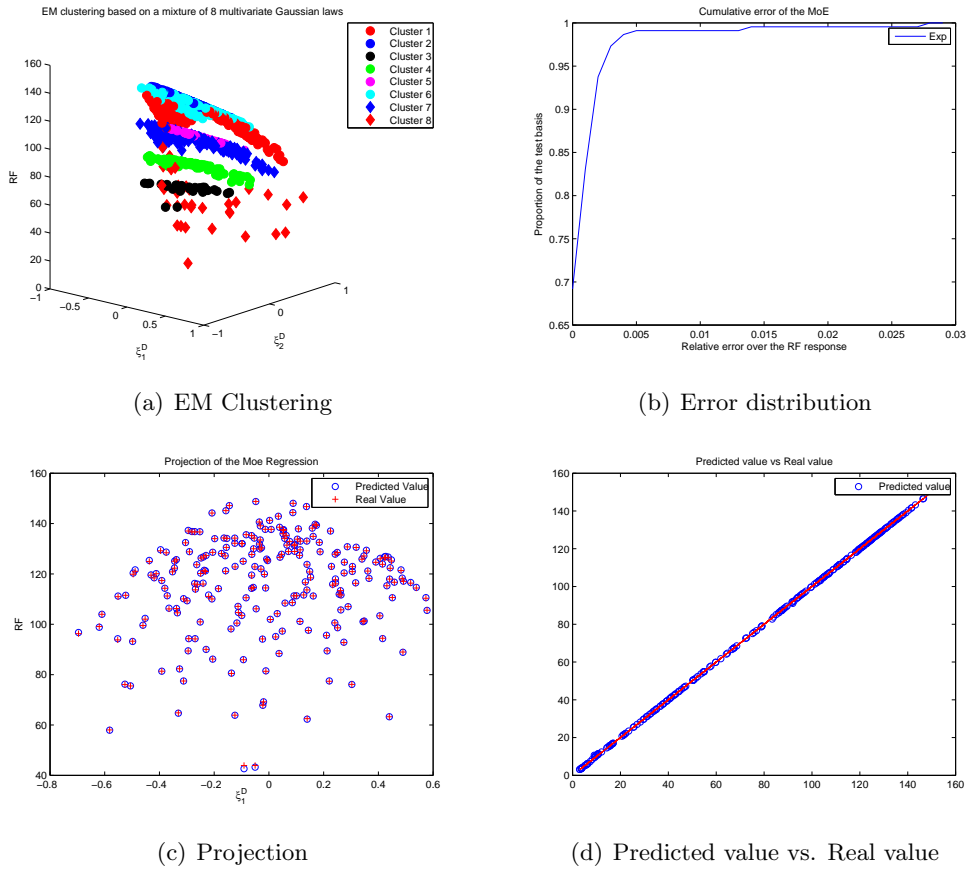 EM clustering based on a mixture of 8 multivariate Gaussian laws
Cluster 1
Cluster 2
Cluster 3
Cluster 4
Cluster 5
Cluster 6
Cluster 7
Cluster 8
160
140
120
100
80
60
40
20
0
RF
−1
−0.5
0
0.5
1
ξ₁ᴰ
−1
0
1
ξ₂ᴰ
(a) EM Clustering
Cumulative error of the MoE
Exp
1
0.95
0.9
0.85
0.8
0.75
0.7
0.65
Proportion of the test basis
0 0.005 0.01 0.015 0.02 0.025 0.03
Relative error over the RF response
(b) Error distribution
Projection of the Moe Regression
Predicted Value
Real Value
160
140
120
100
80
60
40
RF
−0.8 −0.6 −0.4 −0.2 0 0.2 0.4 0.6
ξ₁ᴰ
(c) Projection
Predicted value vs Real value
Predicted value
160
140
120
100
80
60
40
20
0
0 20 40 60 80 100 120 140 160
(d) Predicted value vs. Real value